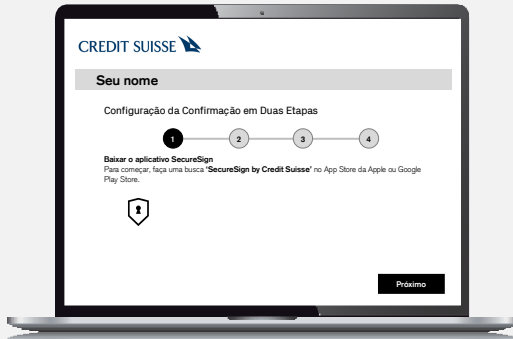 CREDIT SUISSE
Seu nome
Configuração da Confirmação em Duas Etapas
1 2 3 4
Baixar o aplicativo SecureSign
Para começar, faça uma busca 'SecureSign by Credit Suisse' no App Store da Apple ou Google
Play Store.
Próximo